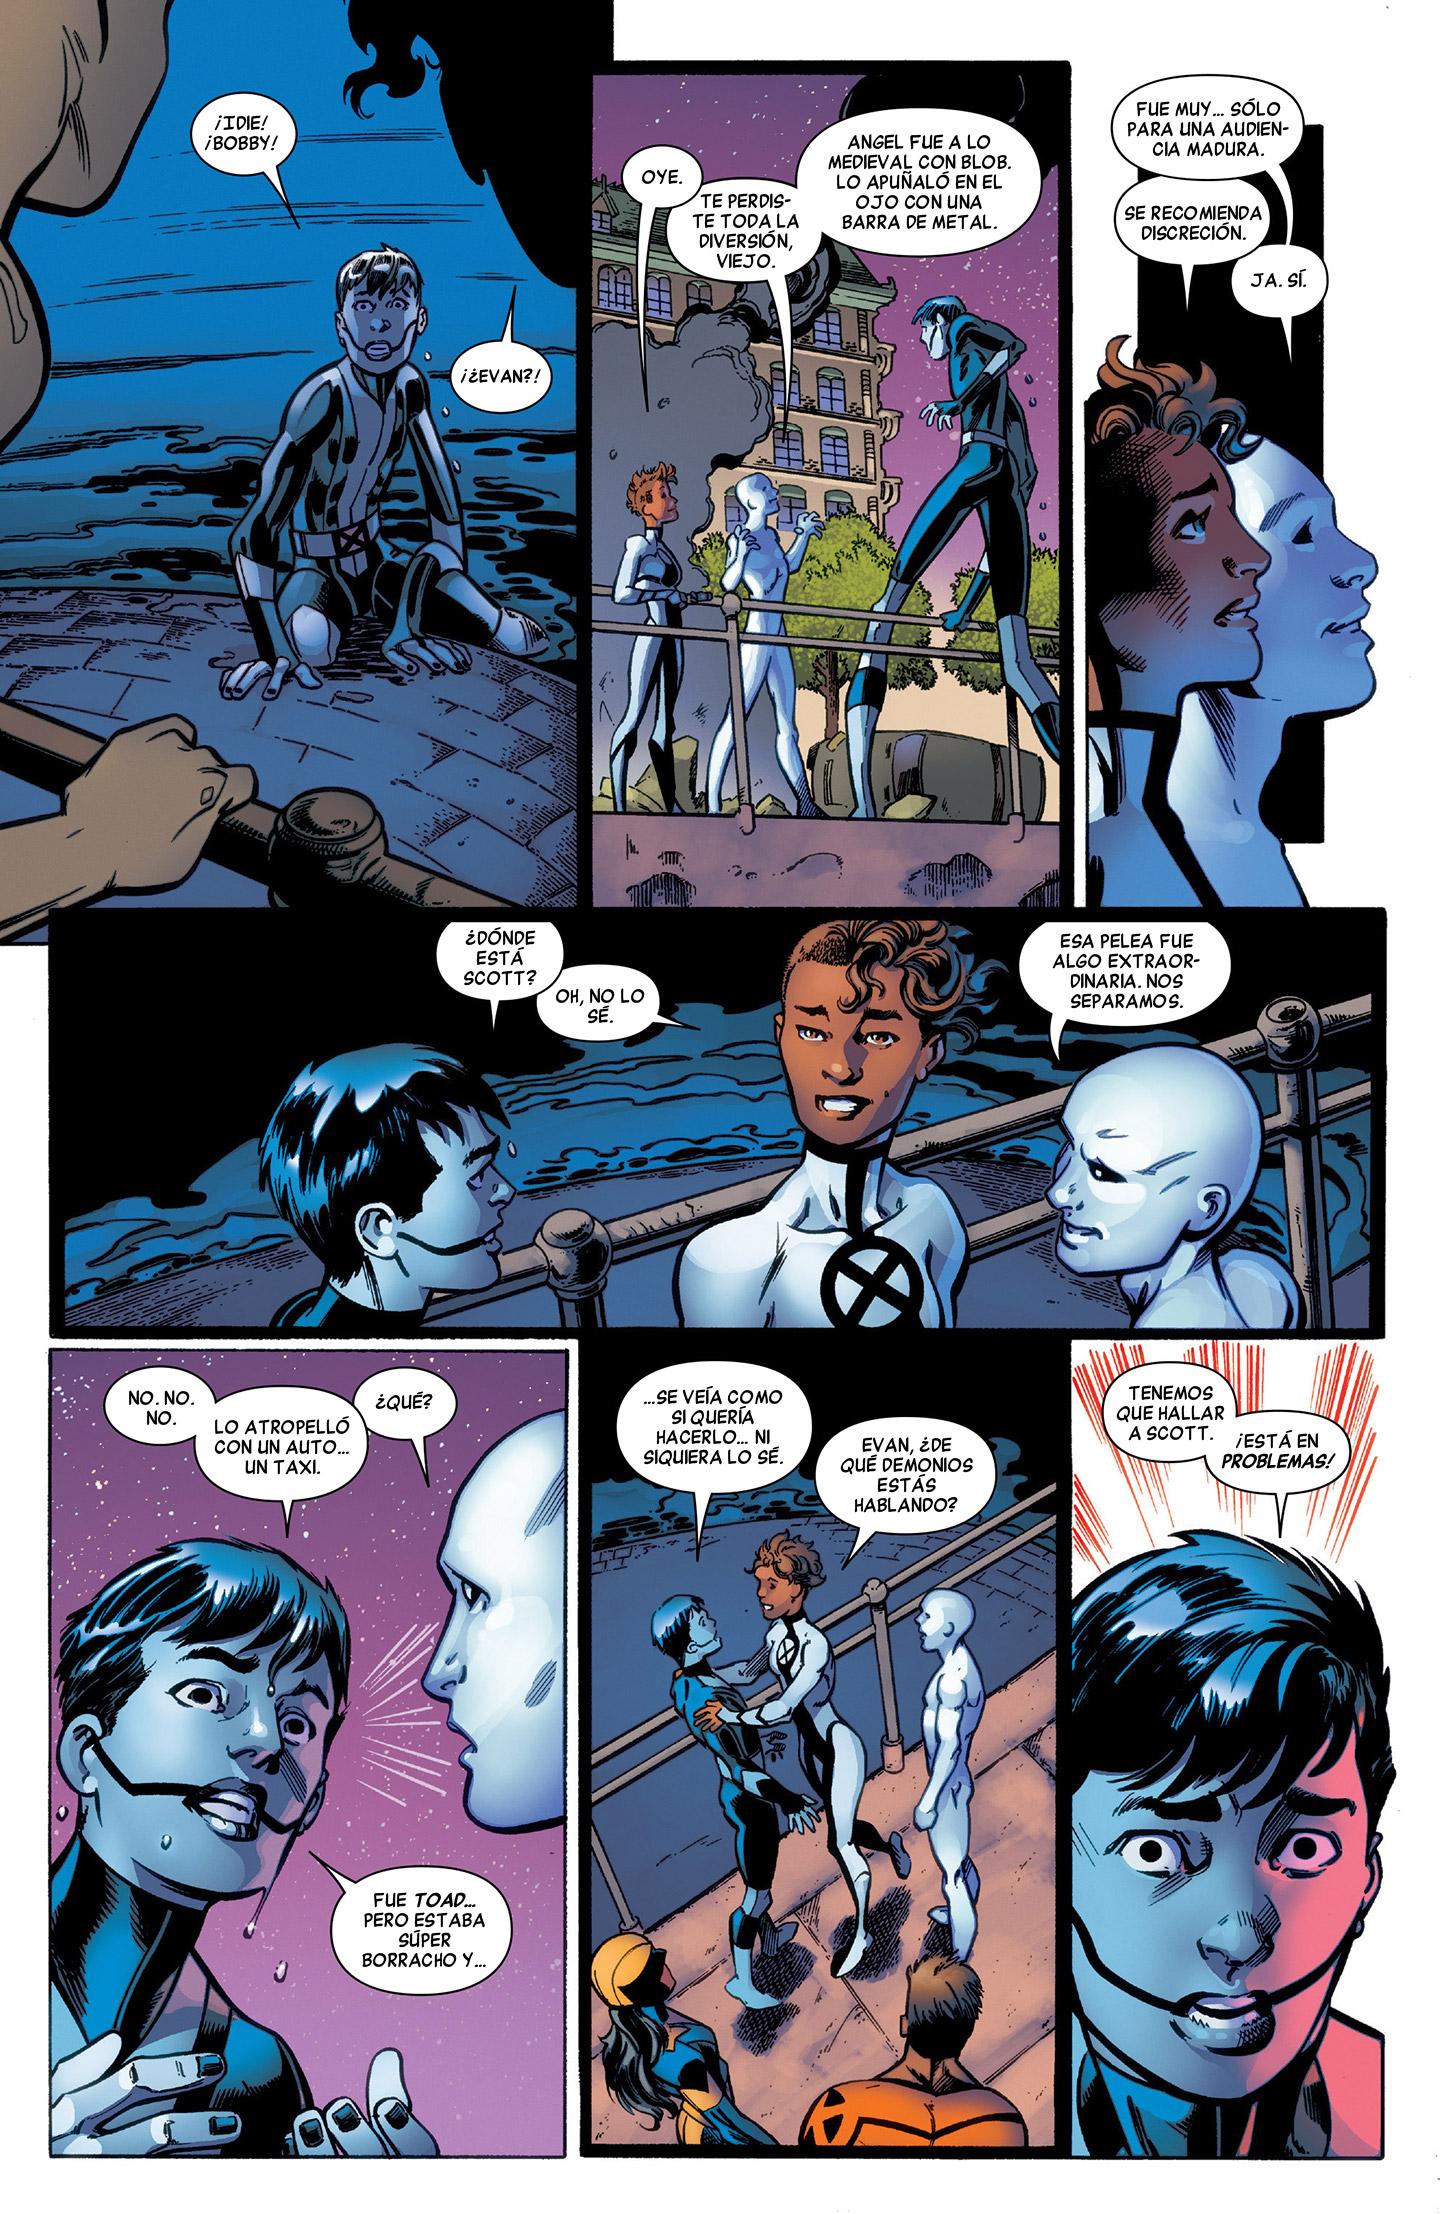 ¡IDIE!
¡BOBBY!
¡¿EVAN?!
OYE.
TE PERDIS-
TE TODA LA
DIVERSIÓN,
VIEJO.
ANGEL FUE A LO
MEDIEVAL CON BLOB.
LO APUÑALÓ EN EL
OJO CON UNA
BARRA DE METAL.
FUE MUY... SÓLO
PARA UNA AUDIEN-
CIA MADURA.
SE RECOMIENDA
DISCRECIÓN.
JA. SÍ.
¿DÓNDE
ESTÁ
SCOTT?
OH, NO LO
SÉ.
ESA PELEA FUE
ALGO EXTRAOR-
DINARIA. NOS
SEPARAMOS.
NO. NO.
NO.
LO ATROPELLÓ
CON UN AUTO...
UN TAXI.
¿QUÉ?
FUE TOAD...
PERO ESTABA
SÚPER
BORRACHO Y...
...SE VEÍA COMO
SI QUERÍA
HACERLO... NI
SIQUIERA LO SÉ.
EVAN, ¿DE
QUÉ DEMONIOS
ESTÁS
HABLANDO?
TENEMOS
QUE HALLAR
A SCOTT.
¡ESTÁ EN
PROBLEMAS!